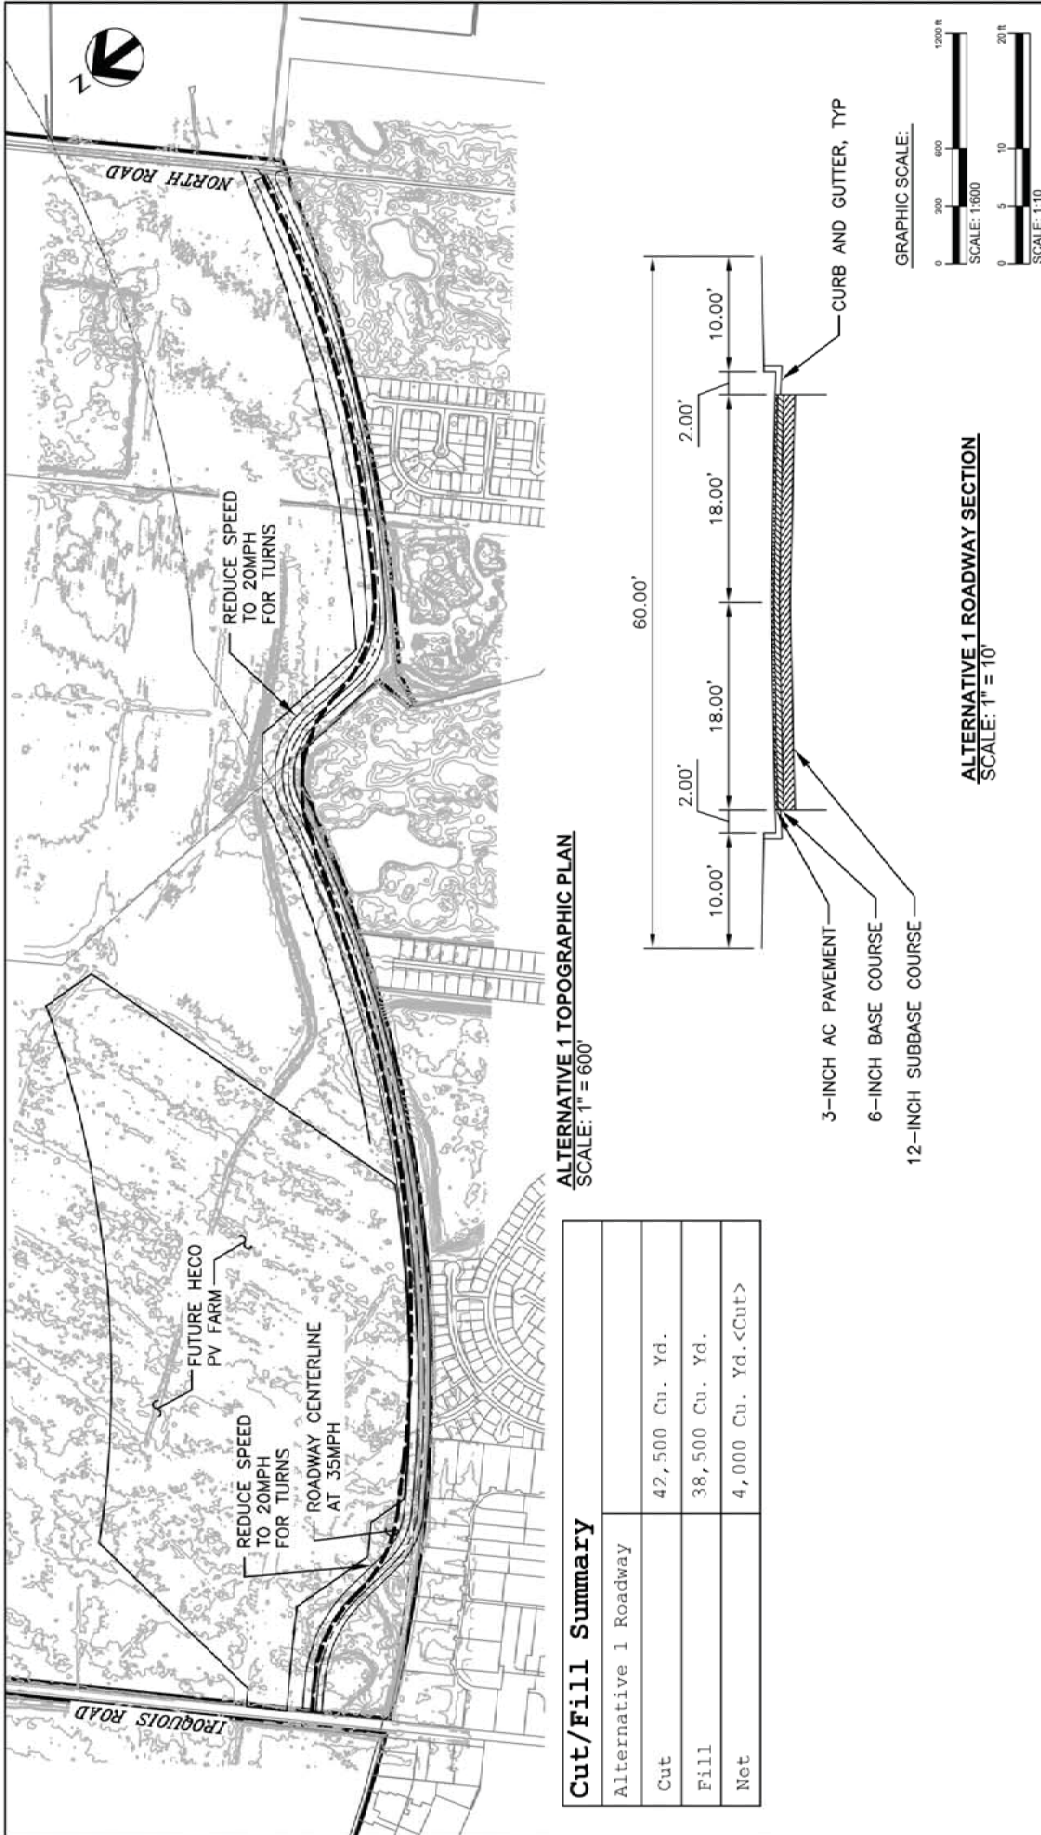 N
NORTH ROAD
REDUCE SPEED
TO 20MPH
FOR TURNS
FUTURE HECO
PV FARM
REDUCE SPEED
TO 20MPH
FOR TURNS
ROADWAY CENTERLINE
AT 35MPH
IROQUOIS ROAD
ALTERNATIVE 1 TOPOGRAPHIC PLAN
SCALE: 1" = 600'
Cut/Fill Summary
Alternative 1 Roadway
Cut 42,500 Cu. Yd.
Fill 38,500 Cu. Yd.
Net 4,000 Cu. Yd.<Cut>
60.00'
10.00'
2.00'
18.00'
18.00'
2.00'
10.00'
3-INCH AC PAVEMENT
6-INCH BASE COURSE
12-INCH SUBBASE COURSE
CURB AND GUTTER, TYP
ALTERNATIVE 1 ROADWAY SECTION
SCALE: 1" = 10'
GRAPHIC SCALE:
0 300 600 1200 ft
SCALE: 1:600
0 5 10 20 ft
SCALE: 1:10